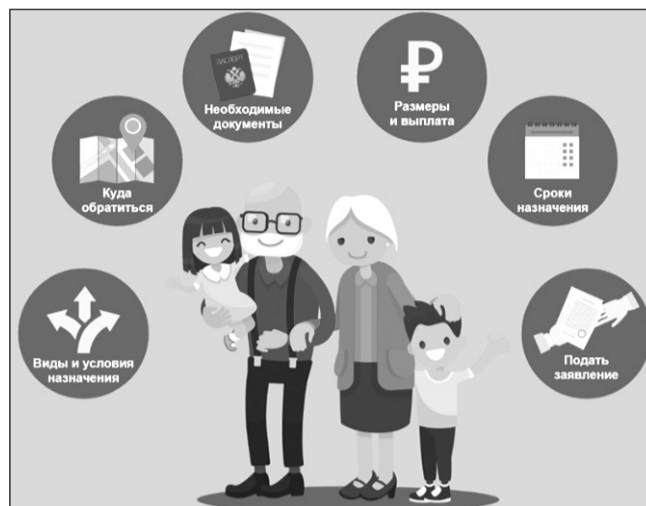 ПАСПОРТ
Необходимые
документы
₽
Размеры
и выплата
Куда
обратиться
Сроки
назначения
Виды и условия
назначения
Подать
заявление